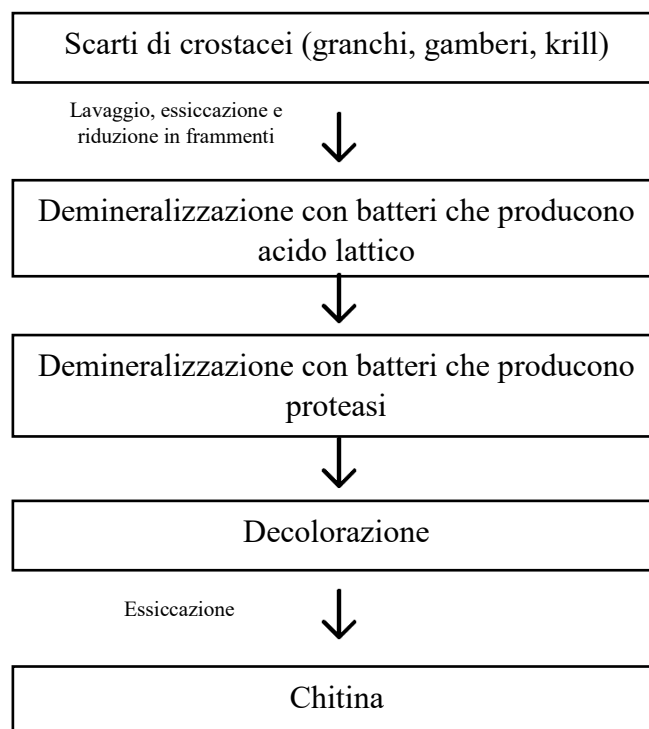 Scarti di crostacei (granchi, gamberi, krill)
Lavaggio, essiccazione e
riduzione in frammenti
Demineralizzazione con batteri che producono
acido lattico
Demineralizzazione con batteri che producono
proteasi
Decolorazione
Essiccazione
Chitina